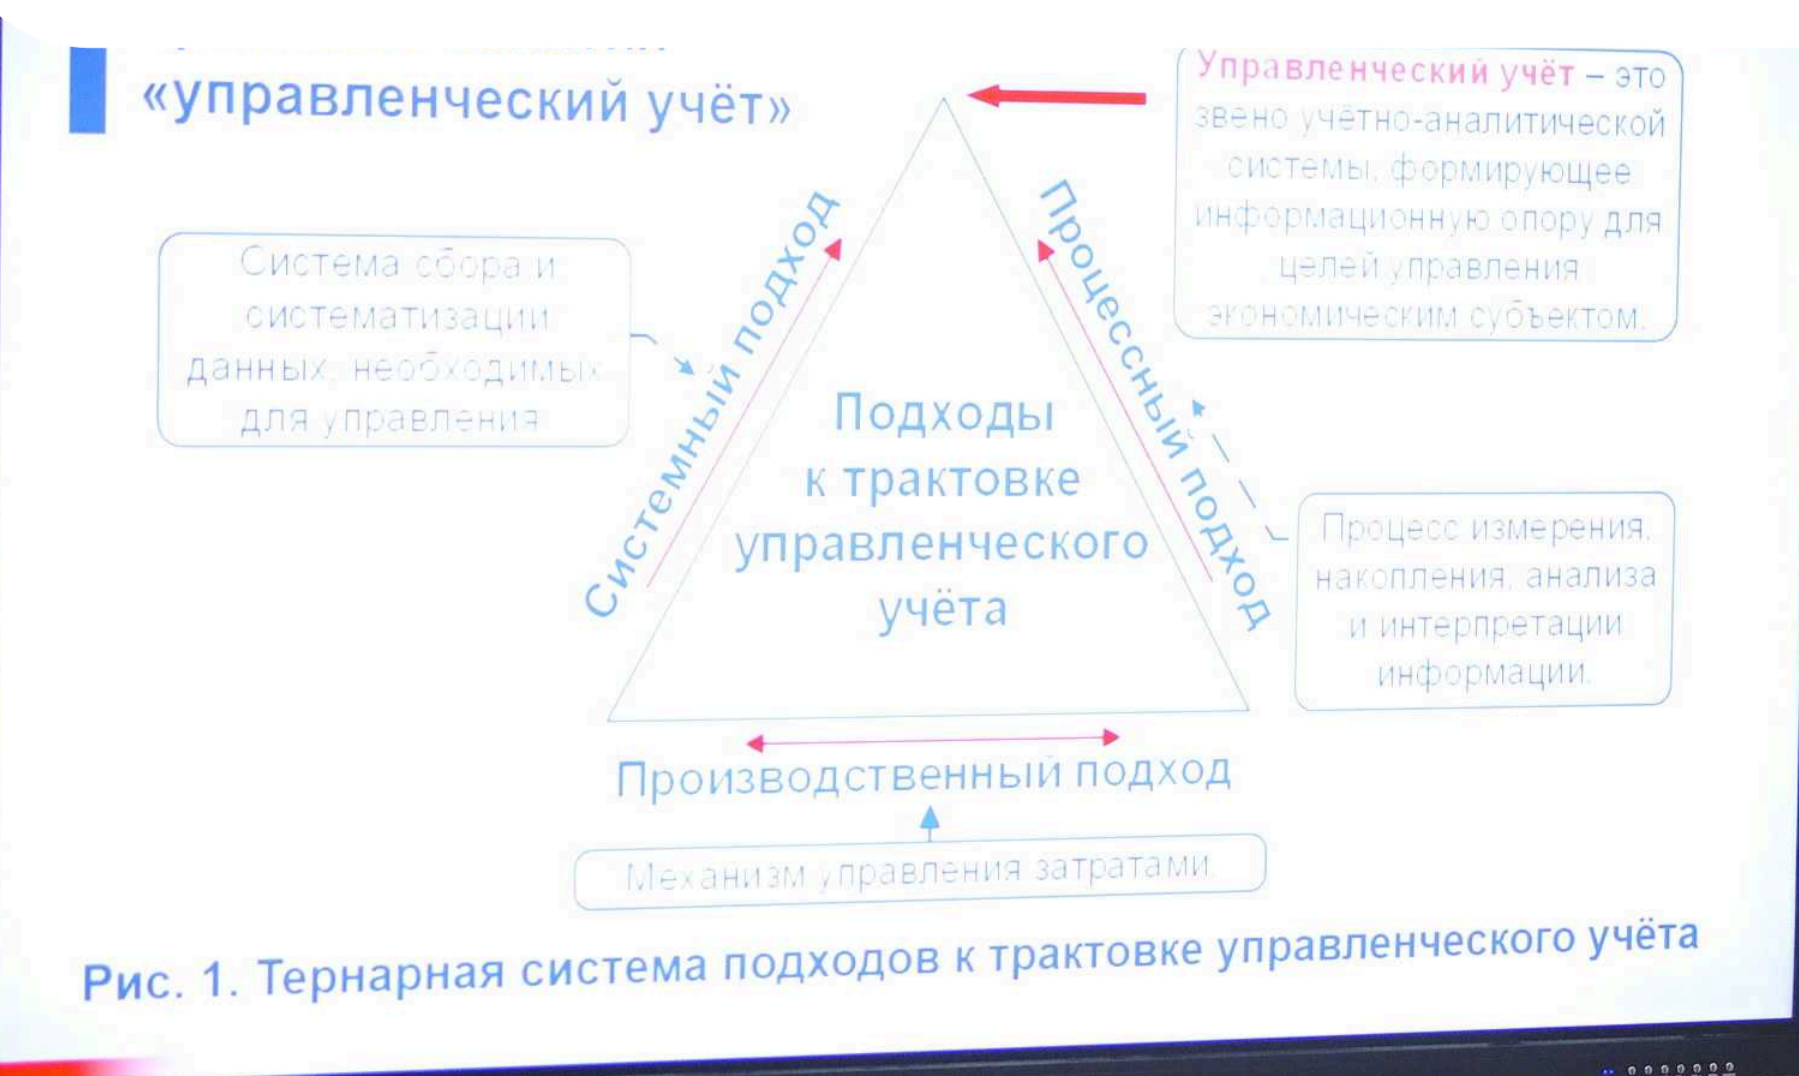 «управленческий учёт»
Управленческий учёт – это
звено учётно-аналитической
системы, формирующее
информационную опору для
целей управления
экономическим субъектом.
Система сбора и
систематизации
данных, необходимых
для управления
Системный подход
Процессный подход
Подходы
к трактовке
управленческого
учёта
Процесс измерения,
накопления, анализа
и интерпретации
информации.
Производственный подход
Механизм управления затратами
Рис. 1. Тернарная система подходов к трактовке управленческого учёта